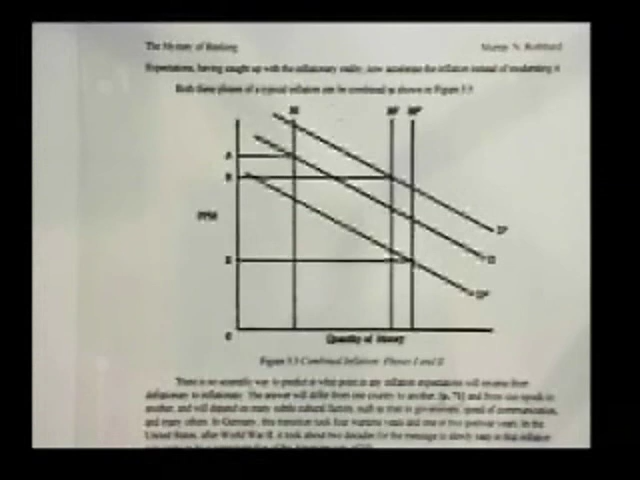 The Mystery of Banking Murray N. Rothbard
Expectations, having caught up with the inflationary reality, now accelerate the inflation instead of moderating it.
Both these phases of a typical inflation can be combined as shown in Figure 5.5
M M' M"
A
B
PPM
E
D'
D
D"
0
Quantity of Money
Figure 5.5 Combined Inflation: Phases I and II
There is no scientific way to predict at what point in any inflation expectations will reverse from
deflationary to inflationary. The answer will differ from one country to another, [p. 71] and from one epoch to
another, and will depend on many subtle cultural factors, such as trust in government, speed of communication,
and many others. In Germany, this transition took four wartime years and one or two postwar years. In the
United States, after World War II, it took about two decades for the message to slowly seep in that inflation